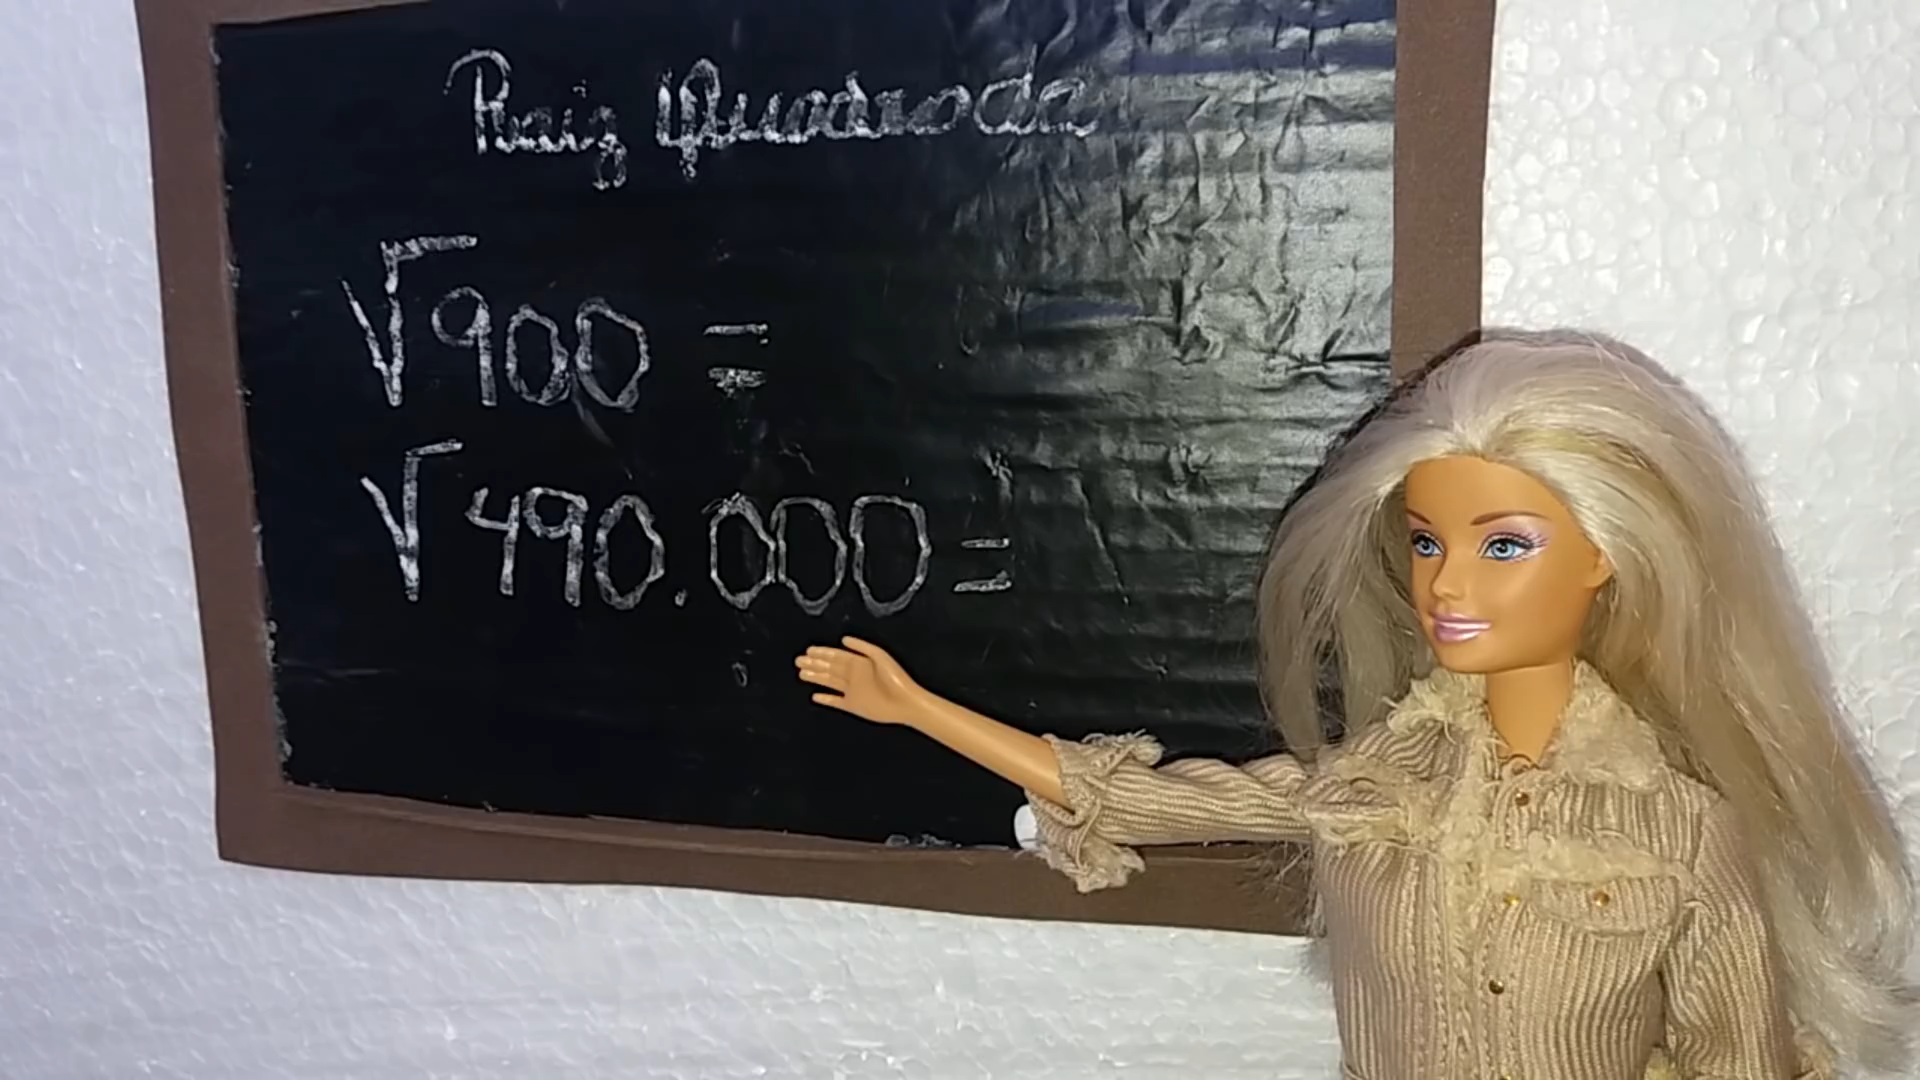 Raiz Quadrada
√900 =
√490.000 =